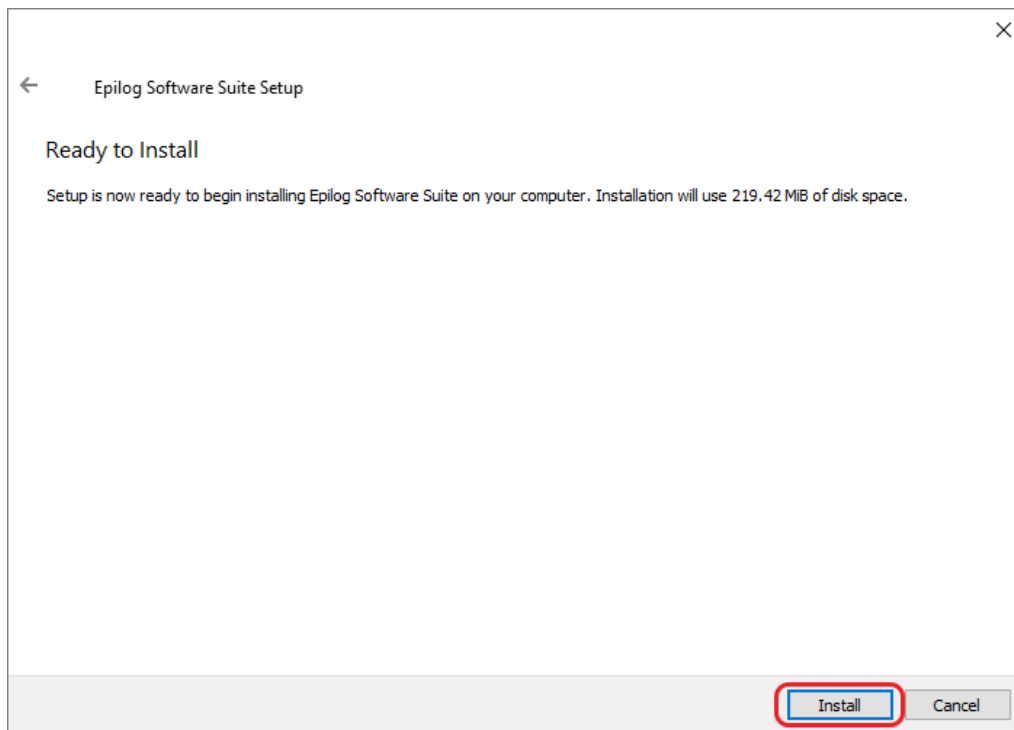 Epilog Software Suite Setup
Ready to Install
Setup is now ready to begin installing Epilog Software Suite on your computer. Installation will use 219.42 MiB of disk space.
Install
Cancel